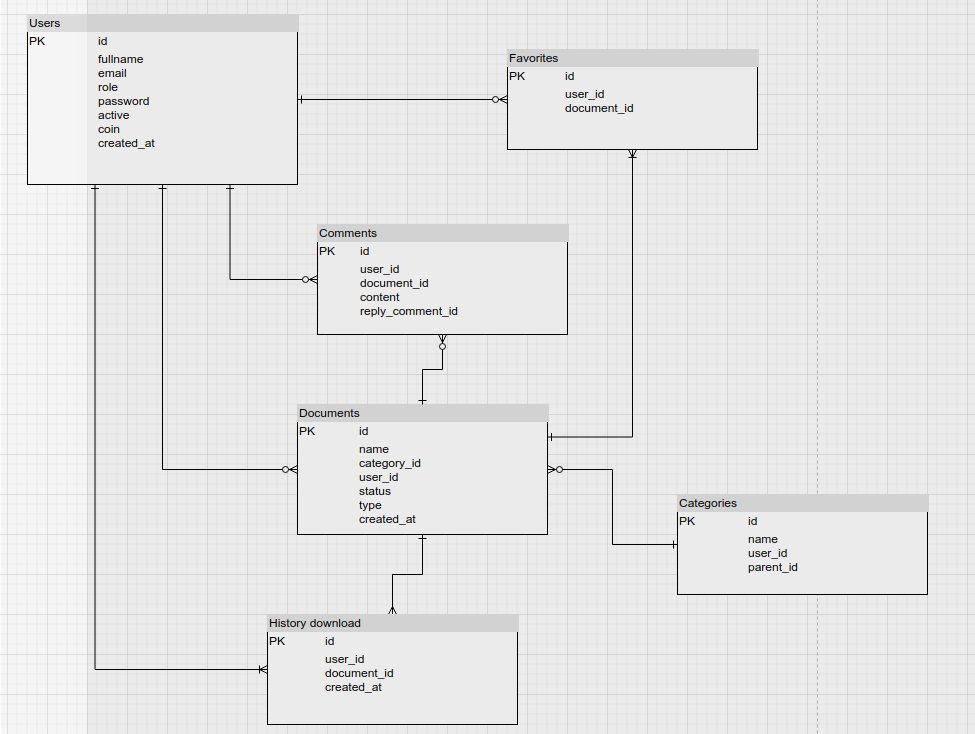 Users
PK id
fullname
email
role
password
active
coin
created_at
Favorites
PK id
user_id
document_id
Comments
PK id
user_id
document_id
content
reply_comment_id
Documents
PK id
name
category_id
user_id
status
type
created_at
Categories
PK id
name
user_id
parent_id
History download
PK id
user_id
document_id
created_at